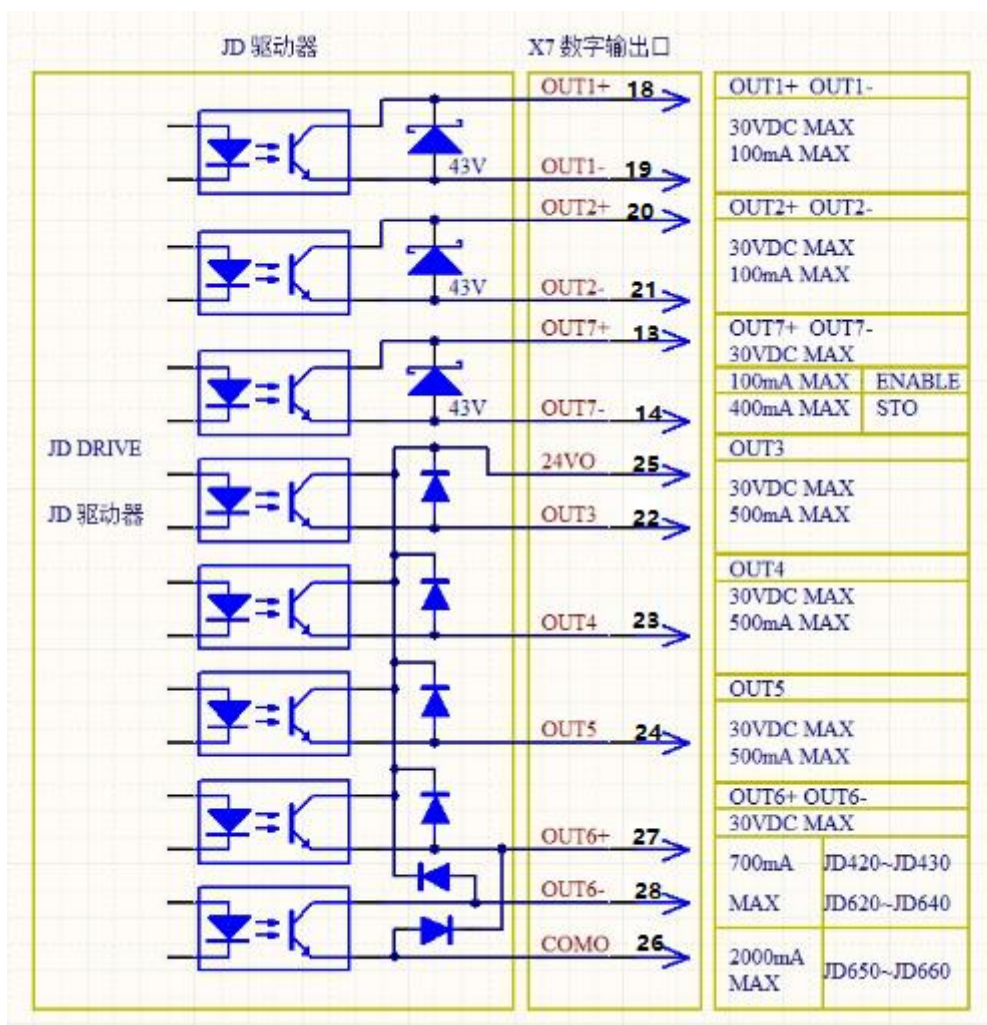 JD 驱动器
X7 数字输出口
OUT1+ 18
OUT1+ OUT1-
30VDC MAX
100mA MAX
43V
OUT1- 19
OUT2+ 20
OUT2+ OUT2-
30VDC MAX
100mA MAX
43V
OUT2- 21
OUT7+ 13
OUT7+ OUT7-
30VDC MAX
100mA MAX ENABLE
43V
OUT7- 14
400mA MAX STO
JD DRIVE
JD 驱动器
24VO 25
OUT3
30VDC MAX
500mA MAX
OUT3 22
OUT4
30VDC MAX
500mA MAX
OUT4 23
OUT5
30VDC MAX
500mA MAX
OUT5 24
OUT6+ OUT6-
30VDC MAX
OUT6+ 27
700mA
MAX
JD420~JD430
JD620~JD640
OUT6- 28
COMO 26
2000mA
MAX
JD650~JD660